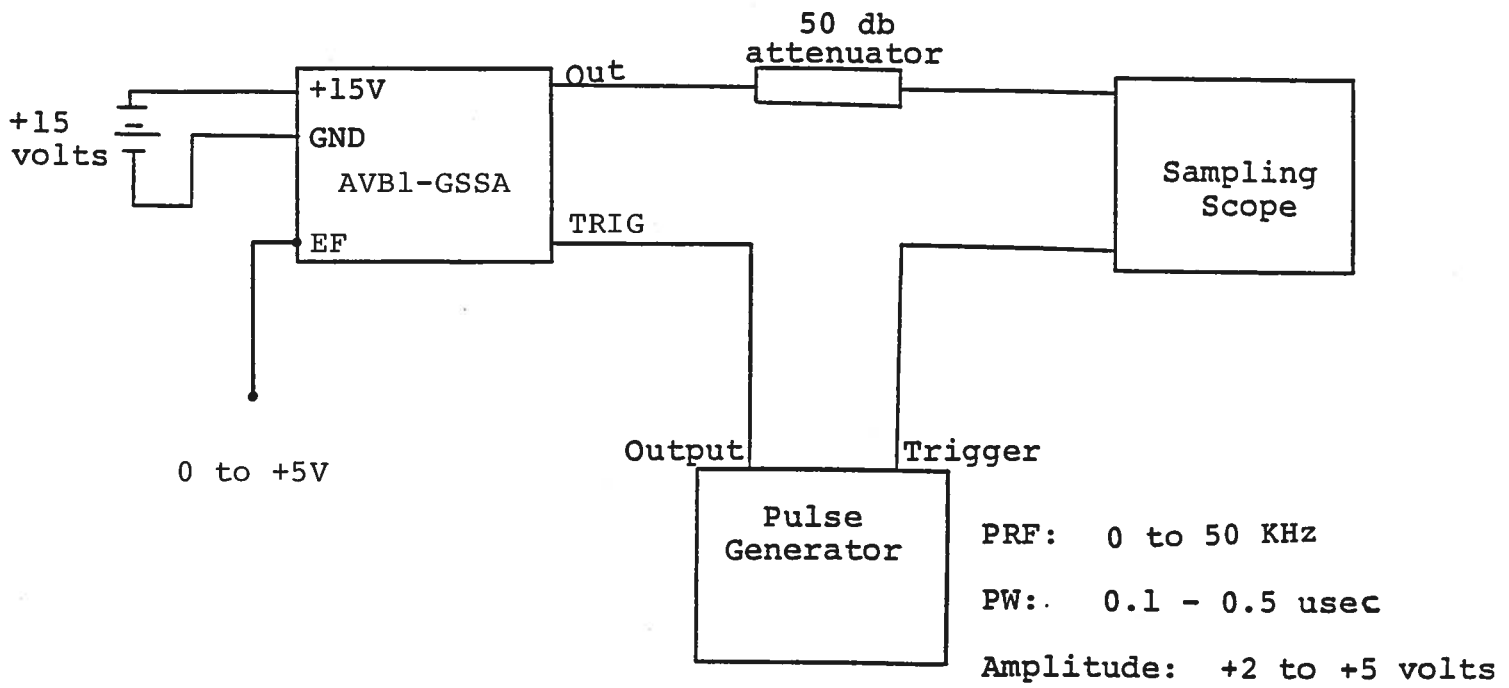 50 db
attenuator
+15V
Out
+15
volts
GND
AVB1-GSSA
Sampling
Scope
EF
TRIG
0 to +5V
Output
Trigger
Pulse
Generator
PRF: 0 to 50 KHz
PW: 0.1 - 0.5 usec
Amplitude: +2 to +5 volts